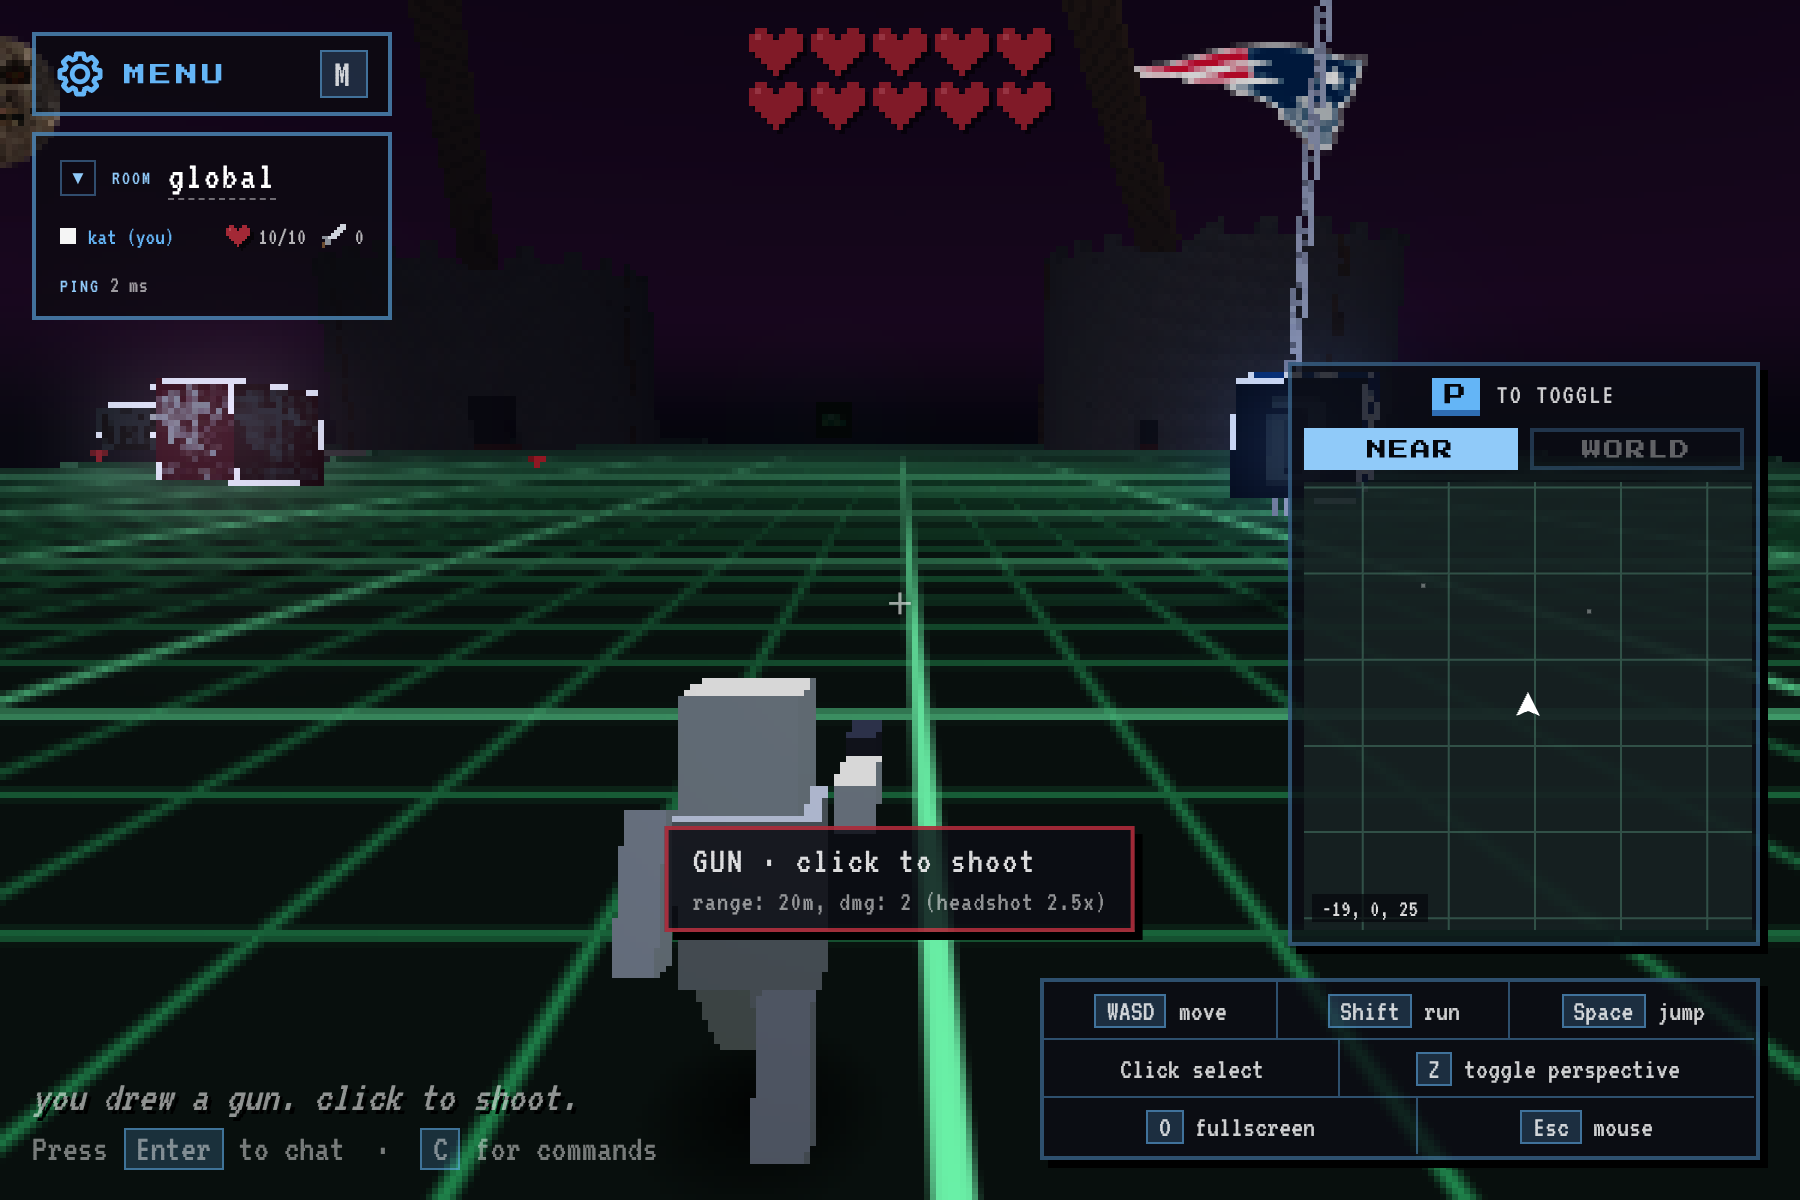 MENU M
▼ ROOM global
kat (you) 10/10 0
PING 2 ms
P TO TOGGLE
NEAR WORLD
-19, 0, 25
GUN · click to shoot
range: 20m, dmg: 2 (headshot 2.5x)
WASD move Shift run Space jump
Click select Z toggle perspective
O fullscreen Esc mouse
you drew a gun. click to shoot.
Press Enter to chat · C for commands